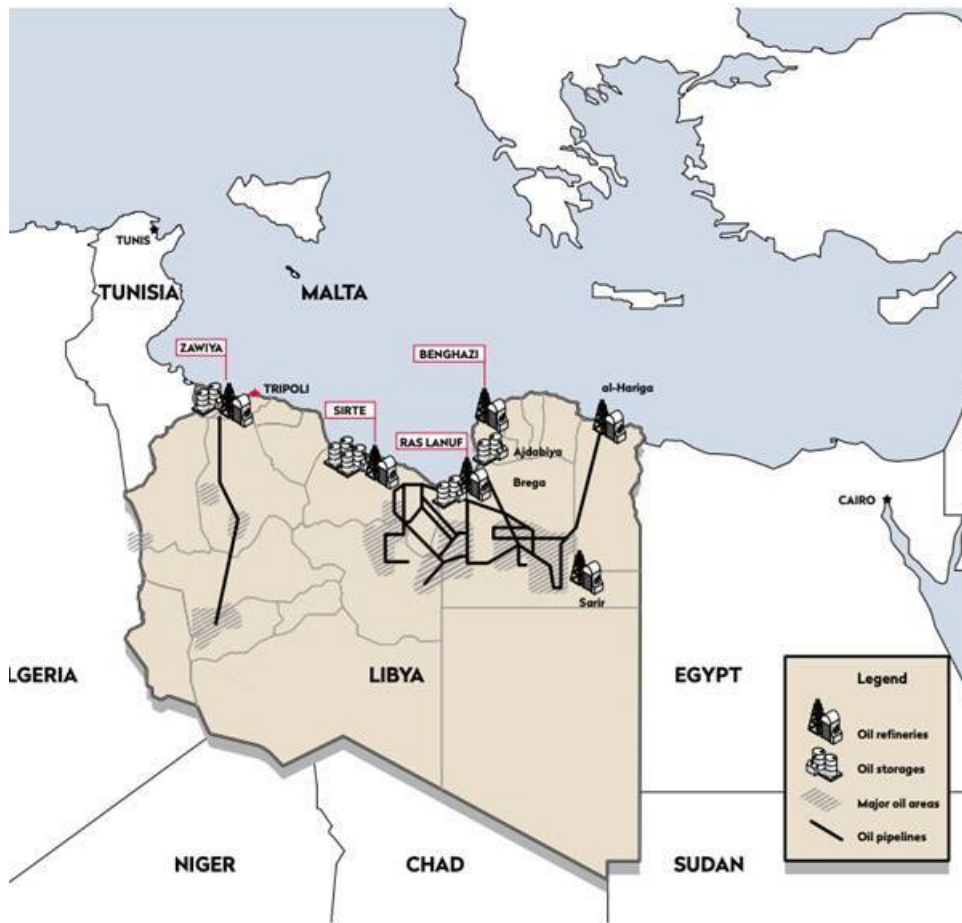 TUNIS
TUNISIA
MALTA
ZAWIYA
BENGHAZI
TRIPOLI
al-Hariga
SIRTE
RAS LANUF
Ajdabiya
Brega
CAIRO
Sarir
LGERIA
LIBYA
EGYPT
Legend
Oil refineries
Oil storages
Major oil areas
Oil pipelines
NIGER
CHAD
SUDAN